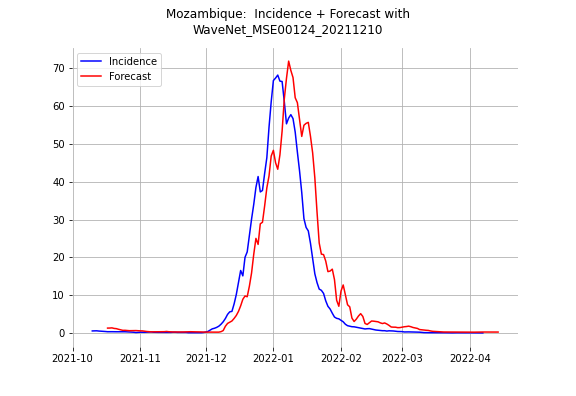 Mozambique:  Incidence + Forecast with
WaveNet_MSE00124_20211210
Incidence
Forecast
70
60
50
40
30
20
10
0
2021-10 2021-11 2021-12 2022-01 2022-02 2022-03 2022-04